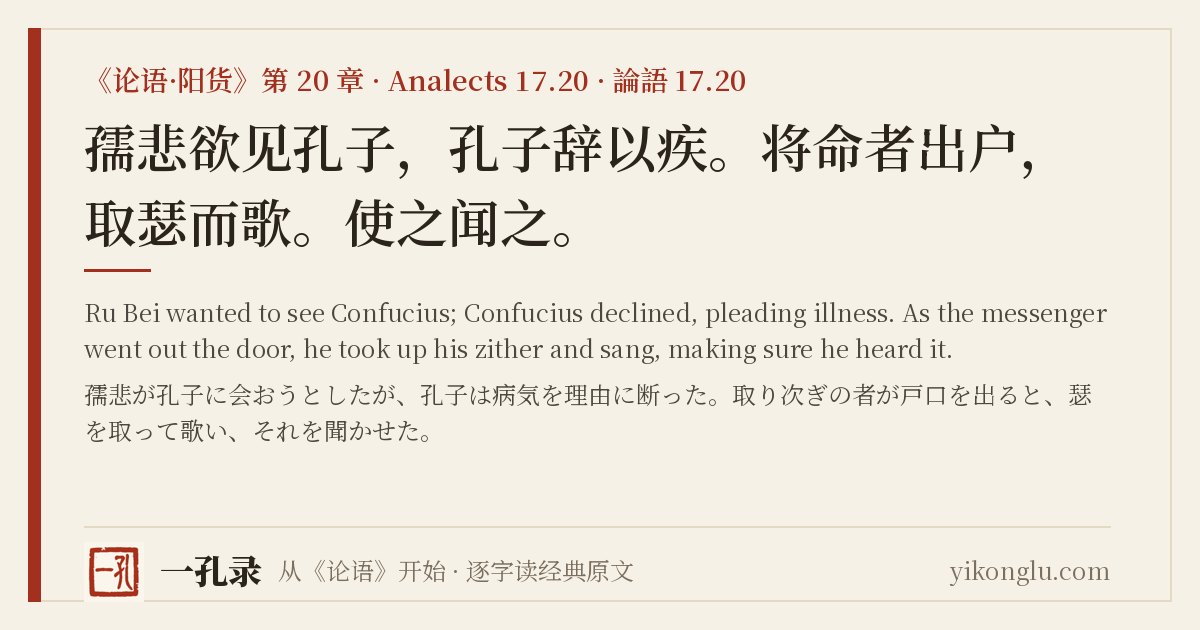 《论语·阳货》第 20 章 · Analects 17.20 · 論語 17.20
孺悲欲见孔子，孔子辞以疾。将命者出户，
取瑟而歌。使之闻之。
Ru Bei wanted to see Confucius; Confucius declined, pleading illness. As the messenger
went out the door, he took up his zither and sang, making sure he heard it.
孺悲が孔子に会おうとしたが、孔子は病気を理由に断った。取り次ぎの者が戸口を出ると、瑟
を取って歌い、それを聞かせた。
一孔
一孔录 从《论语》开始 · 逐字读经典原文 yikonglu.com